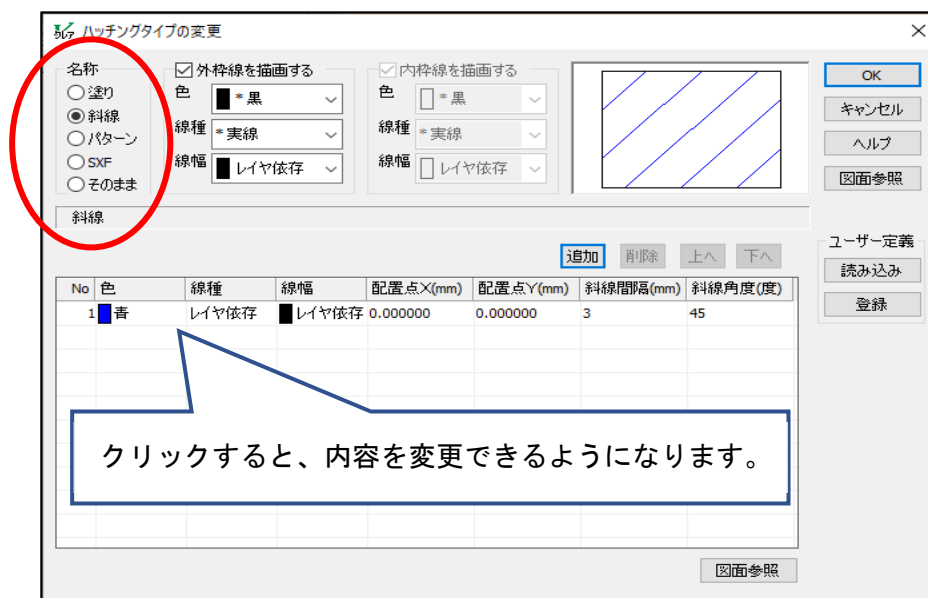 ハッチングタイプの変更
名称
塗り
斜線
パターン
SXF
そのまま
外枠線を描画する
色 * 黒
線種 * 実線
線幅 レイヤ依存
内枠線を描画する
色 * 黒
線種 * 実線
線幅 レイヤ依存
OK
キャンセル
ヘルプ
図面参照
斜線
ユーザー定義
読み込み
登録
追加 削除 上へ 下へ
No 色 線種 線幅 配置点X(mm) 配置点Y(mm) 斜線間隔(mm) 斜線角度(度)
1 青 レイヤ依存 レイヤ依存 0.000000 0.000000 3 45
クリックすると、内容を変更できるようになります。
図面参照